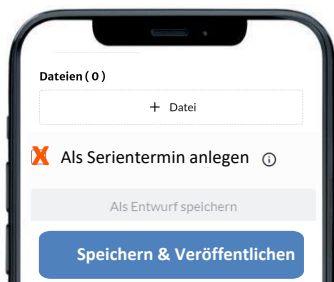 Dateien ( 0 )
+ Datei
X Als Serientermin anlegen ⓘ
Als Entwurf speichern
Speichern & Veröffentlichen